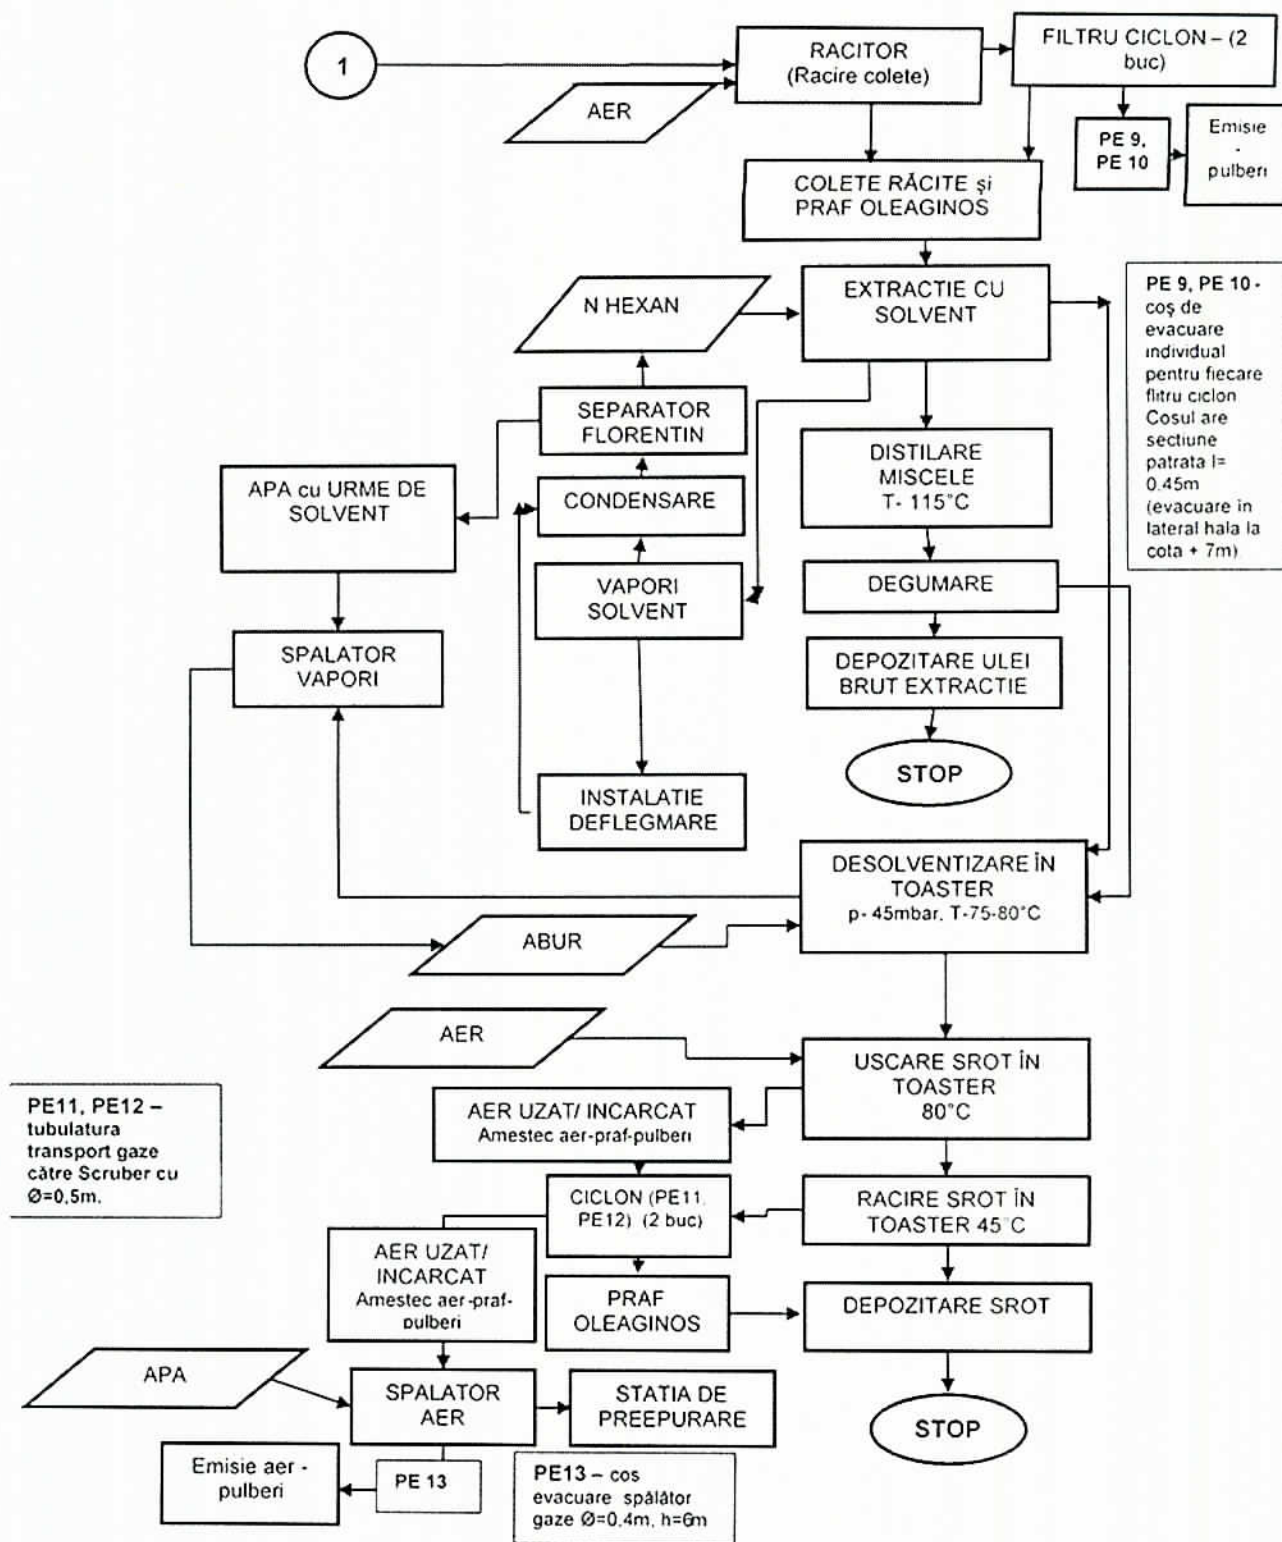 1
RACITOR
(Racire colete)
FILTRU CICLON – (2
buc)
AER
PE 9,
PE 10
Emisie
-
pulberi
COLETE RĂCITE şi
PRAF OLEAGINOS
N HEXAN
EXTRACTIE CU
SOLVENT
PE 9, PE 10 -
coş de
evacuare
individual
pentru fiecare
flitru ciclon
Cosul are
sectiune
patrata l=
0.45m
(evacuare in
lateral hala la
cota + 7m)
SEPARATOR
FLORENTIN
DISTILARE
MISCELE
T- 115°C
APA cu URME DE
SOLVENT
CONDENSARE
VAPORI
SOLVENT
DEGUMARE
SPALATOR
VAPORI
DEPOZITARE ULEI
BRUT EXTRACTIE
STOP
INSTALATIE
DEFLEGMARE
DESOLVENTIZARE ÎN
TOASTER
p- 45mbar, T-75-80°C
ABUR
AER
USCARE SROT ÎN
TOASTER
80°C
PE11, PE12 –
tubulatura
transport gaze
către Scruber cu
Ø=0,5m.
AER UZAT/ INCARCAT
Amestec aer-praf-pulberi
CICLON (PE11,
PE12) (2 buc)
RACIRE SROT ÎN
TOASTER 45°C
AER UZAT/
INCARCAT
Amestec aer-praf-
pulberi
PRAF
OLEAGINOS
DEPOZITARE SROT
APA
SPALATOR
AER
STATIA DE
PREEPURARE
STOP
Emisie aer -
pulberi
PE 13
PE13 – cos
evacuare spălător
gaze Ø=0,4m, h=6m